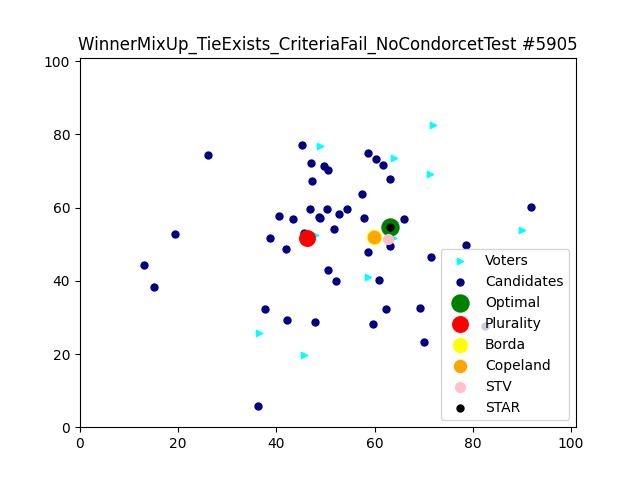 WinnerMixUp_TieExists_CriteriaFail_NoCondorcetTest #5905
100
80
60
40
20
0
0 20 40 60 80 100
Voters
Candidates
Optimal
Plurality
Borda
Copeland
STV
STAR